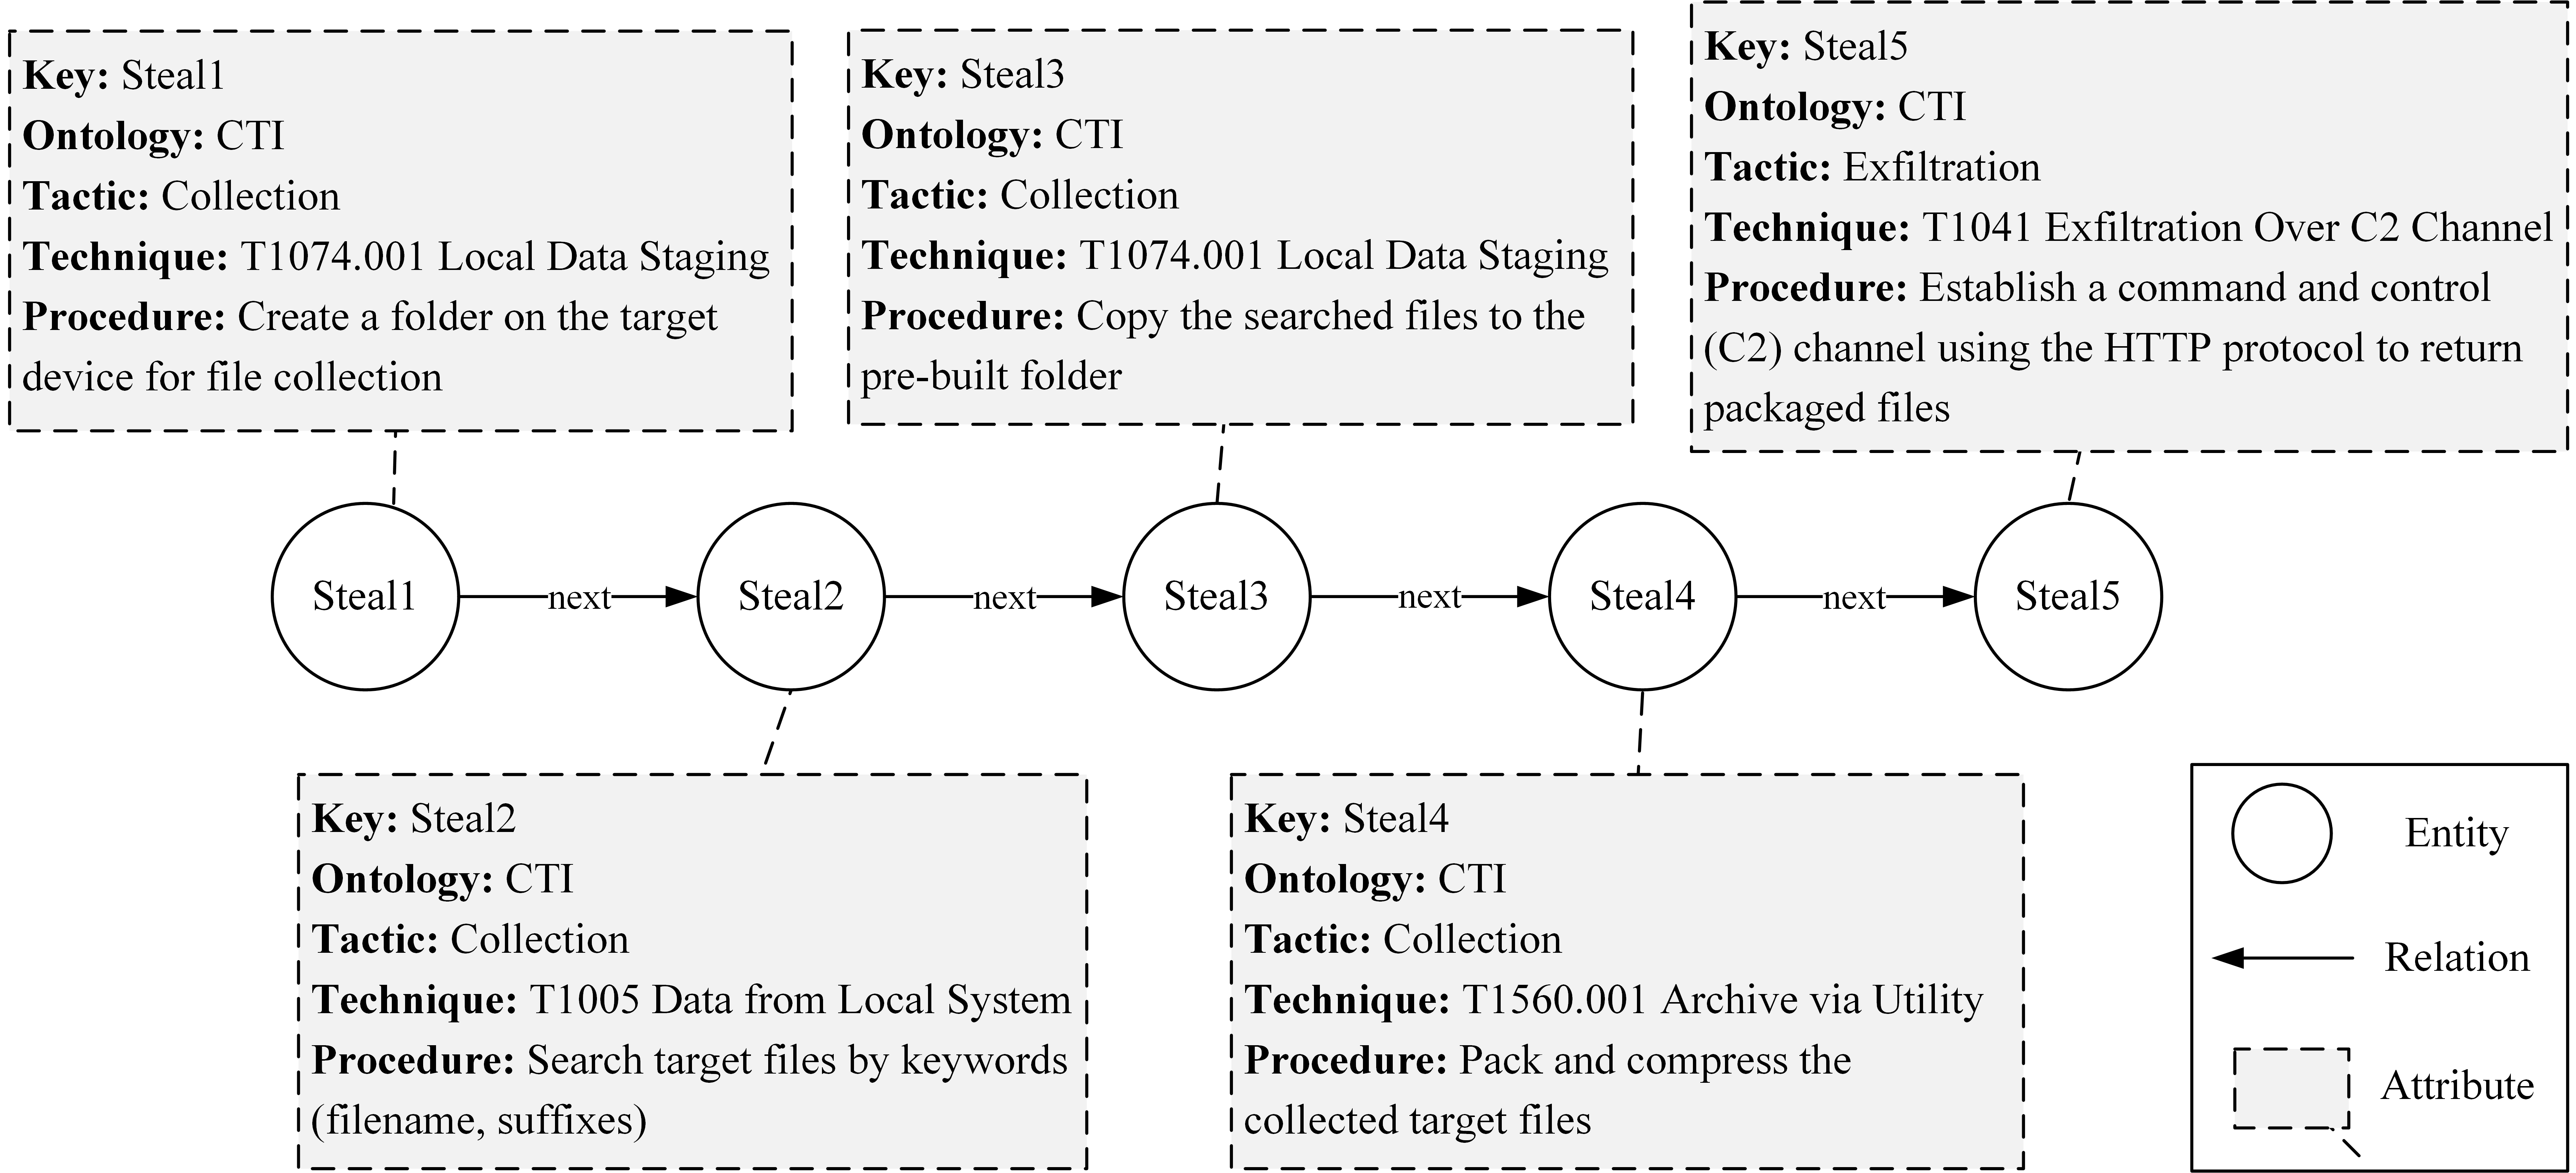 Key: Steal1
Ontology: CTI
Tactic: Collection
Technique: T1074.001 Local Data Staging
Procedure: Create a folder on the target
device for file collection
Key: Steal3
Ontology: CTI
Tactic: Collection
Technique: T1074.001 Local Data Staging
Procedure: Copy the searched files to the
pre-built folder
Key: Steal5
Ontology: CTI
Tactic: Exfiltration
Technique: T1041 Exfiltration Over C2 Channel
Procedure: Establish a command and control
(C2) channel using the HTTP protocol to return
packaged files
Steal1 next Steal2 next Steal3 next Steal4 next Steal5
Key: Steal2
Ontology: CTI
Tactic: Collection
Technique: T1005 Data from Local System
Procedure: Search target files by keywords
(filename, suffixes)
Key: Steal4
Ontology: CTI
Tactic: Collection
Technique: T1560.001 Archive via Utility
Procedure: Pack and compress the
collected target files
Entity
Relation
Attribute